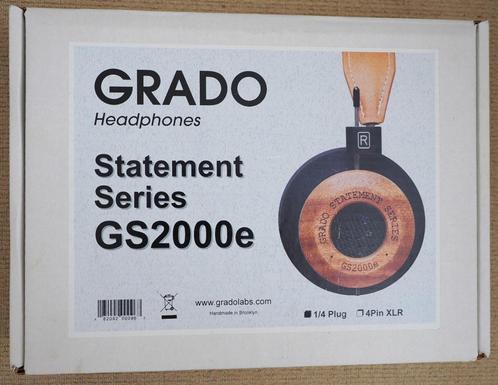 GRADO
Headphones
Statement
Series
GS2000e
R
GRADO STATEMENT SERIES
GS2000e
www.gradolabs.com
Handmade in Brooklyn.
1/4 Plug
4Pin XLR